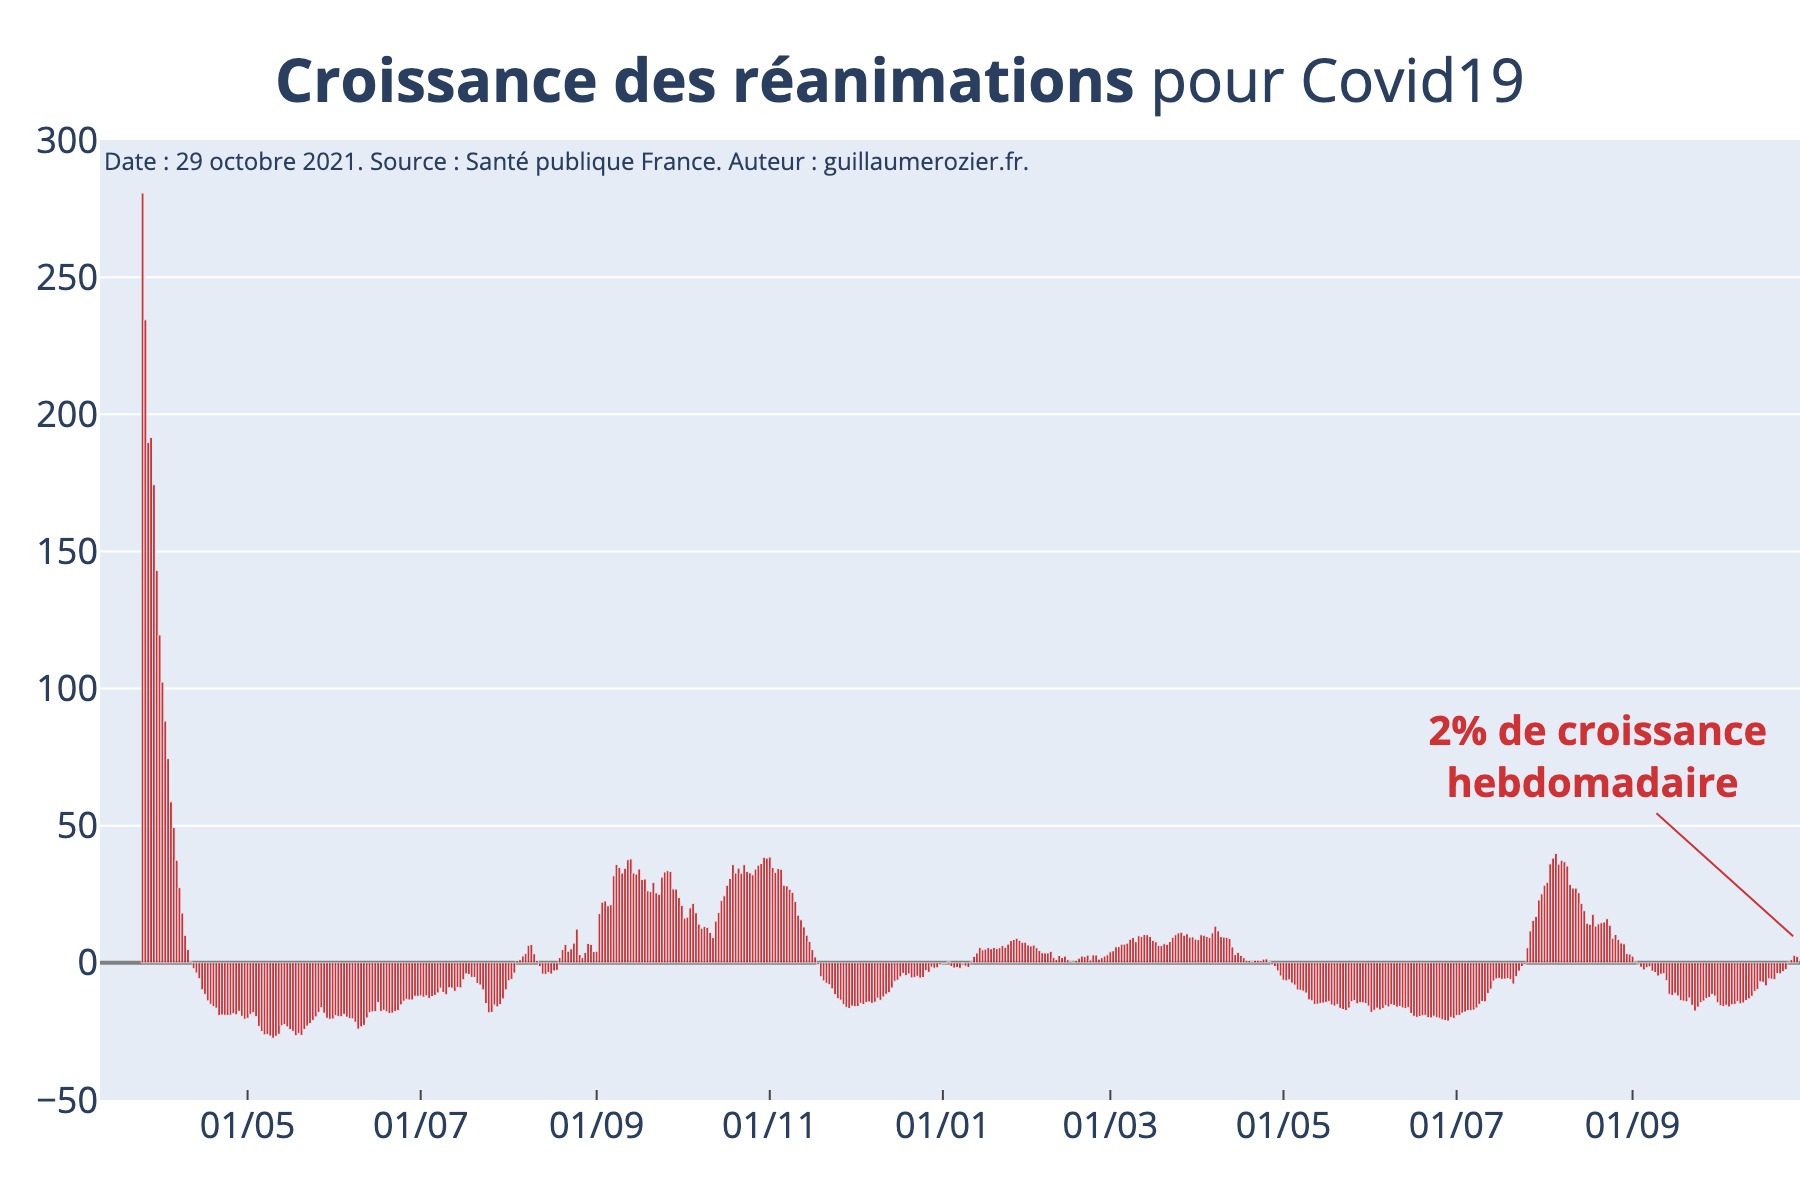 Croissance des réanimations pour Covid19
Date : 29 octobre 2021. Source : Santé publique France. Auteur : guillaumerozier.fr.
300
250
200
150
100
50
0
−50
2% de croissance
hebdomadaire
01/05 01/07 01/09 01/11 01/01 01/03 01/05 01/07 01/09